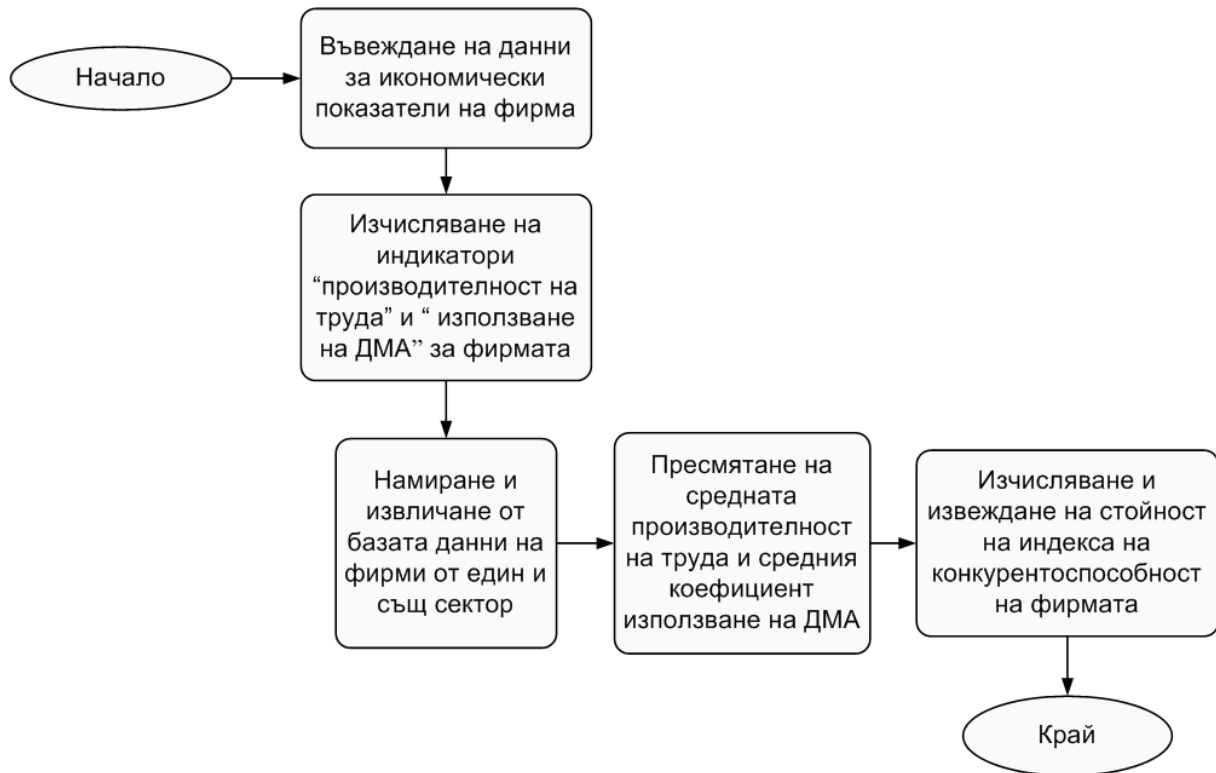 Начало
Въвеждане на данни
за икономически
показатели на фирма
Изчисляване на
индикатори
“производителност на
труда” и “ използване
на ДМА” за фирмата
Намиране и
извличане от
базата данни на
фирми от един и
същ сектор
Пресмятане на
средната
производителност
на труда и средния
коефициент
използване на ДМА
Изчисляване и
извеждане на стойност
на индекса на
конкурентоспособност
на фирмата
Край